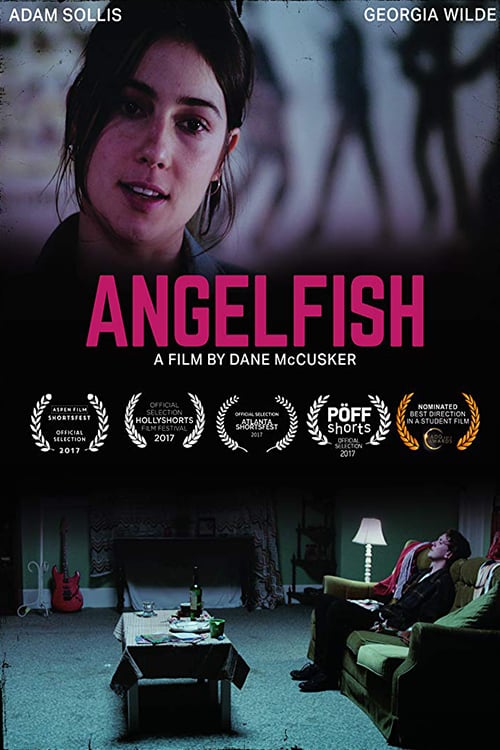 ADAM SOLLIS
GEORGIA WILDE
ANGELFISH
A FILM BY DANE McCUSKER
ASPEN FILM
SHORTSFEST
OFFICIAL
SELECTION
2017
OFFICIAL
SELECTION
HOLLYSHORTS
FILM FESTIVAL
2017
OFFICIAL SELECTION
ATLANTA
SHORTSFEST
2017
PÖFF
shorts
OFFICIAL
SELECTION
2017
NOMINATED
BEST DIRECTION
IN A STUDENT FILM
AWARDS